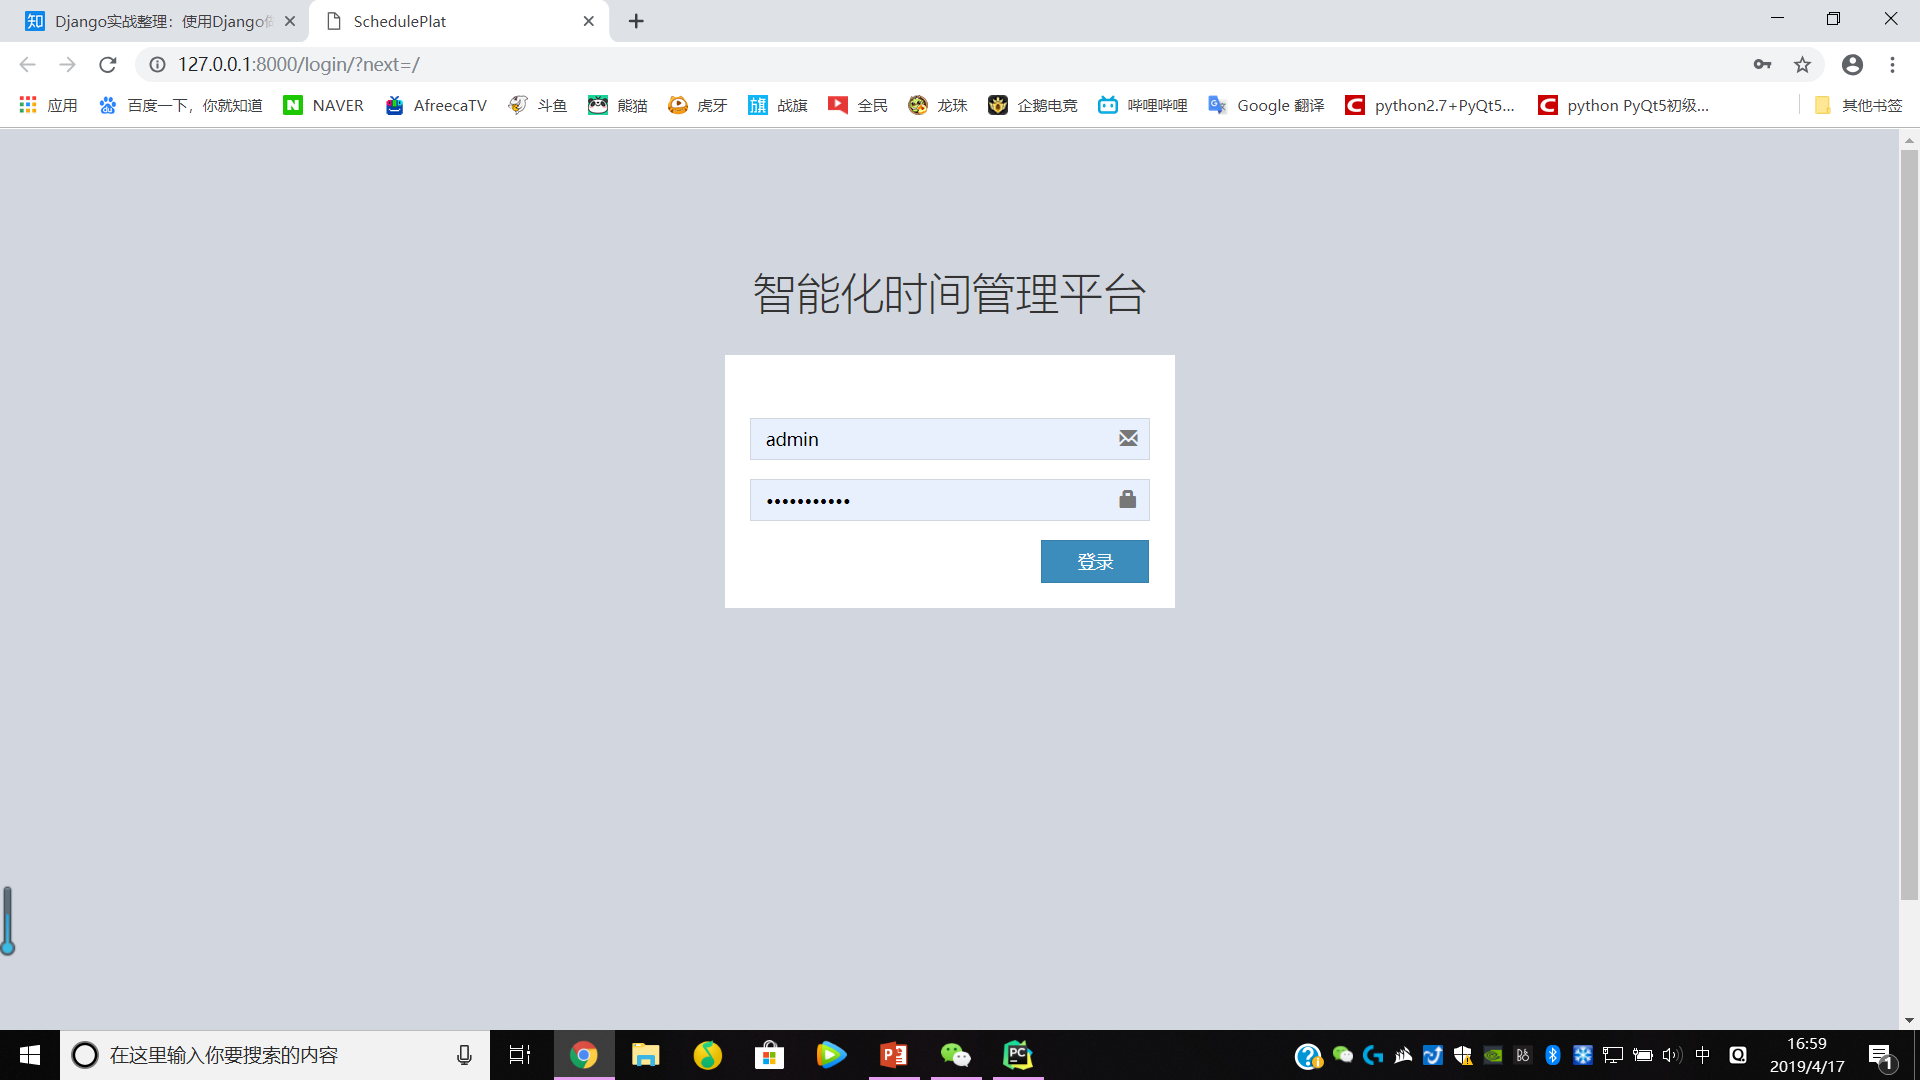 知 Django实战整理：使用Django
SchedulePlat
127.0.0.1:8000/login/?next=/
应用
百度一下，你就知道
N NAVER
AfreecaTV
斗鱼
熊猫
虎牙
旗 战旗
全民
龙珠
企鹅电竞
哔哩哔哩
Google 翻译
C python2.7+PyQt5...
C python PyQt5初级...
其他书签
智能化时间管理平台
admin
•••••••••••
登录
在这里输入你要搜索的内容
中
16:59
2019/4/17
1